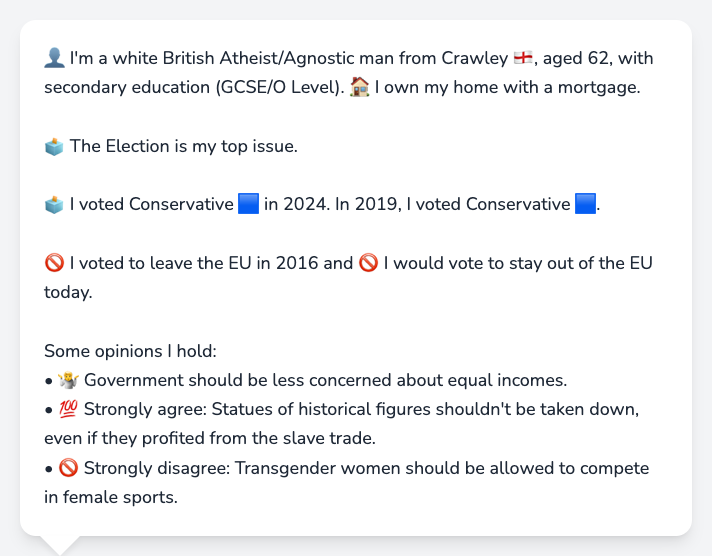 👤 I'm a white British Atheist/Agnostic man from Crawley 🏴󠁧󠁢󠁥󠁮󠁧󠁿, aged 62, with
secondary education (GCSE/O Level). 🏠 I own my home with a mortgage.
🗳️ The Election is my top issue.
🗳️ I voted Conservative 🟦 in 2024. In 2019, I voted Conservative 🟦.
🚫 I voted to leave the EU in 2016 and 🚫 I would vote to stay out of the EU
today.
Some opinions I hold:
• 🤷 Government should be less concerned about equal incomes.
• 💯 Strongly agree: Statues of historical figures shouldn't be taken down,
even if they profited from the slave trade.
• 🚫 Strongly disagree: Transgender women should be allowed to compete
in female sports.